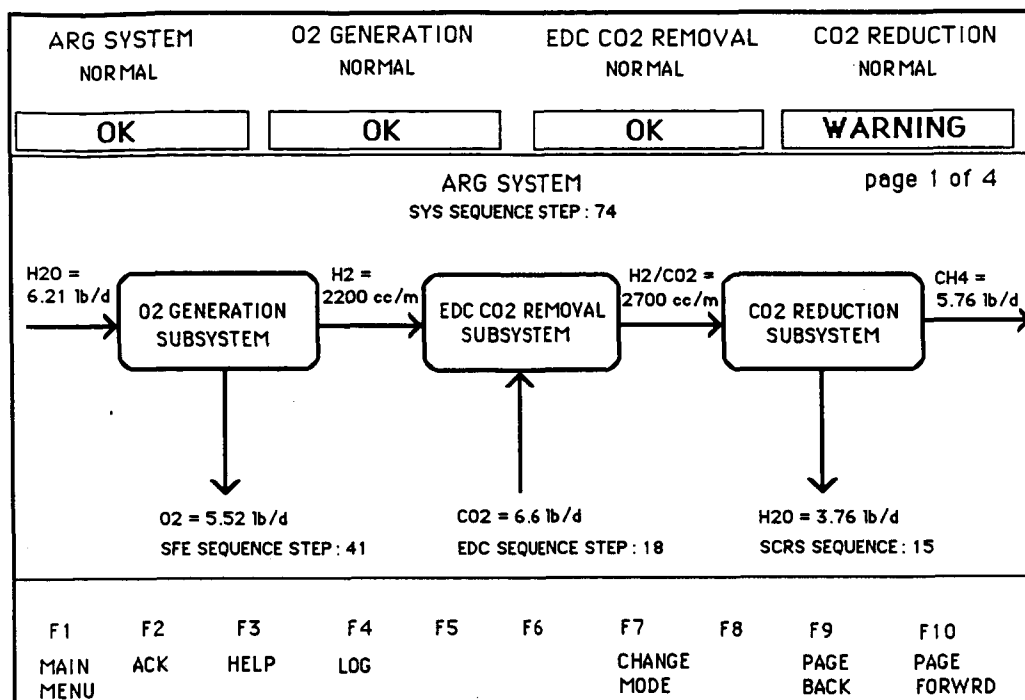 ARG SYSTEM
NORMAL
OK
O2 GENERATION
NORMAL
OK
EDC CO2 REMOVAL
NORMAL
OK
CO2 REDUCTION
NORMAL
WARNING
ARG SYSTEM
page 1 of 4
SYS SEQUENCE STEP : 74
H2O =
6.21 lb/d
O2 GENERATION
SUBSYSTEM
H2 =
2200 cc/m
EDC CO2 REMOVAL
SUBSYSTEM
H2/CO2 =
2700 cc/m
CO2 REDUCTION
SUBSYSTEM
CH4 =
5.76 lb/d
O2 = 5.52 lb/d
SFE SEQUENCE STEP : 41
CO2 = 6.6 lb/d
EDC SEQUENCE STEP : 18
H2O = 3.76 lb/d
SCRS SEQUENCE : 15
F1
MAIN
MENU
F2
ACK
F3
HELP
F4
LOG
F5
F6
F7
CHANGE
MODE
F8
F9
PAGE
BACK
F10
PAGE
FORWRD